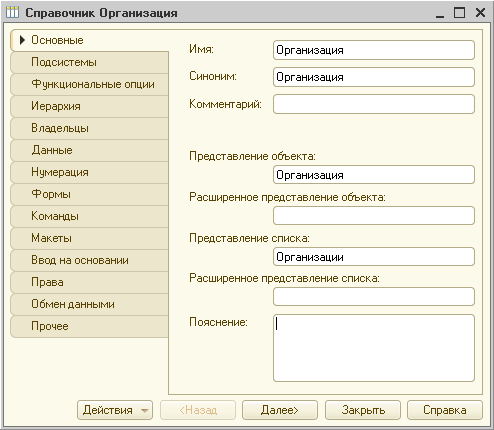 Справочник Организация
Основные
Подсистемы
Функциональные опции
Иерархия
Владельцы
Данные
Нумерация
Формы
Команды
Макеты
Ввод на основании
Права
Обмен данными
Прочее
Имя: Организация
Синоним: Организация
Комментарий:
Представление объекта:
Организация
Расширенное представление объекта:
Представление списка:
Организации
Расширенное представление списка:
Пояснение:
Действия <Назад Далее> Закрыть Справка